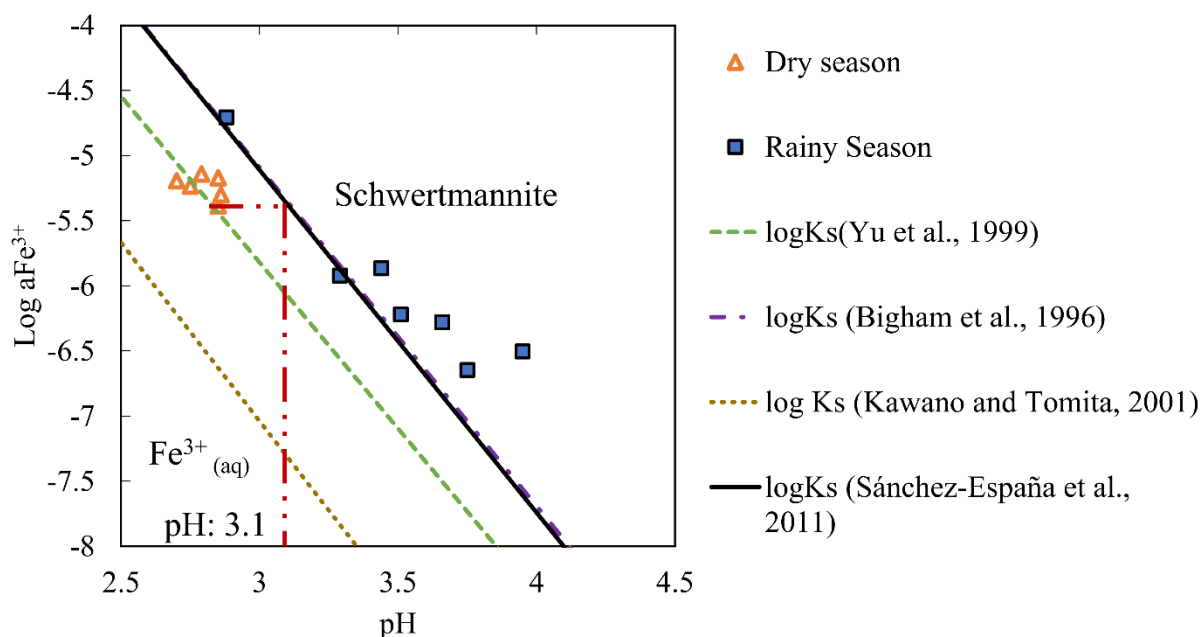 -4
-4.5
-5
-5.5
-6
-6.5
-7
-7.5
-8
Log aFe³⁺
2.5 3 3.5 4 4.5
pH
Schwertmannite
Fe³⁺ (aq)
pH: 3.1
Dry season
Rainy Season
logKs(Yu et al., 1999)
logKs (Bigham et al., 1996)
log Ks (Kawano and Tomita, 2001)
logKs (Sánchez-España et al.,
2011)